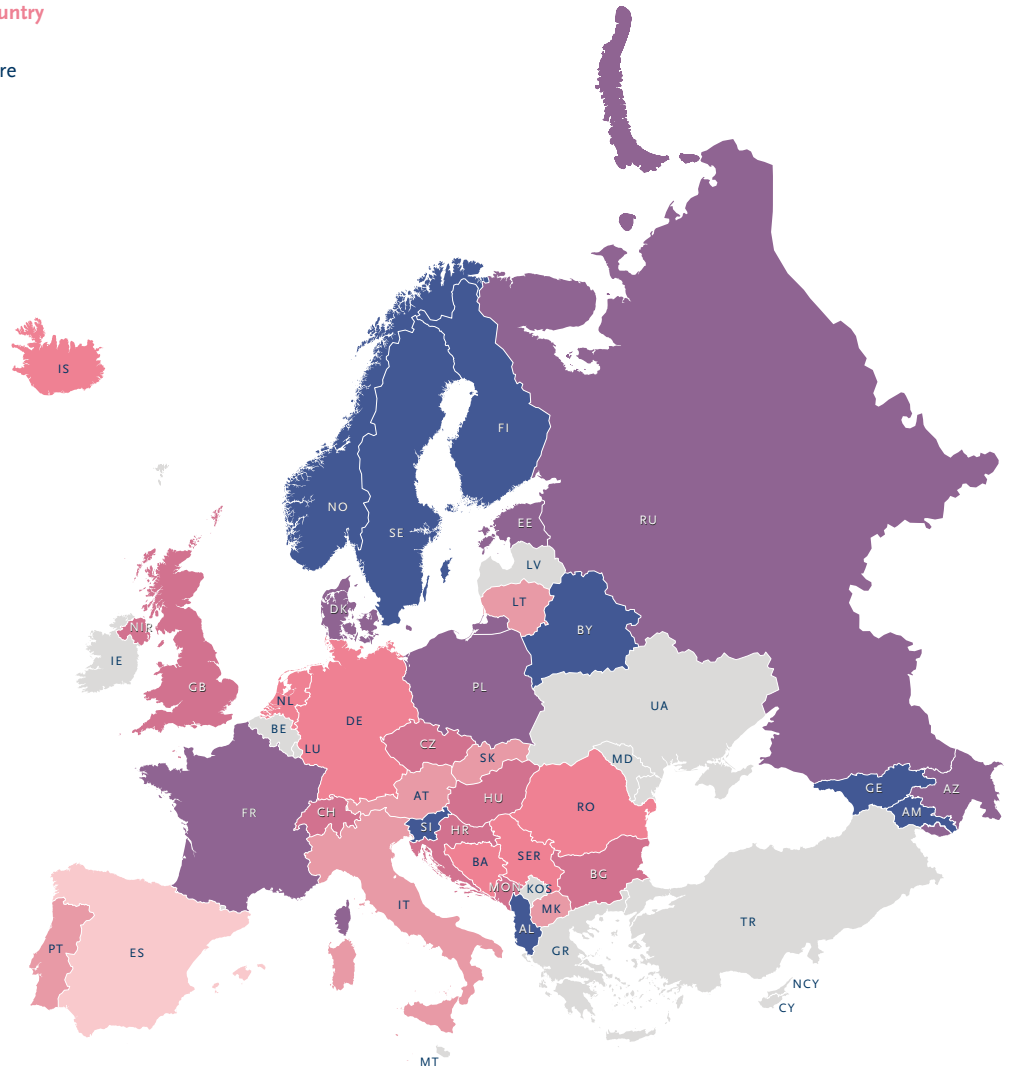 untry
re
IS
FI
NO
RU
EE
SE
LV
LT
DK
NIR
BY
IE
GB
PL
NL
UA
DE
BE
LU
CZ
SK
MD
GE
AZ
AT
HU
RO
FR
CH
AM
SI
HR
SER
BA
BG
MON
KOS
IT
MK
TR
AL
PT
ES
GR
NCY
CY
MT